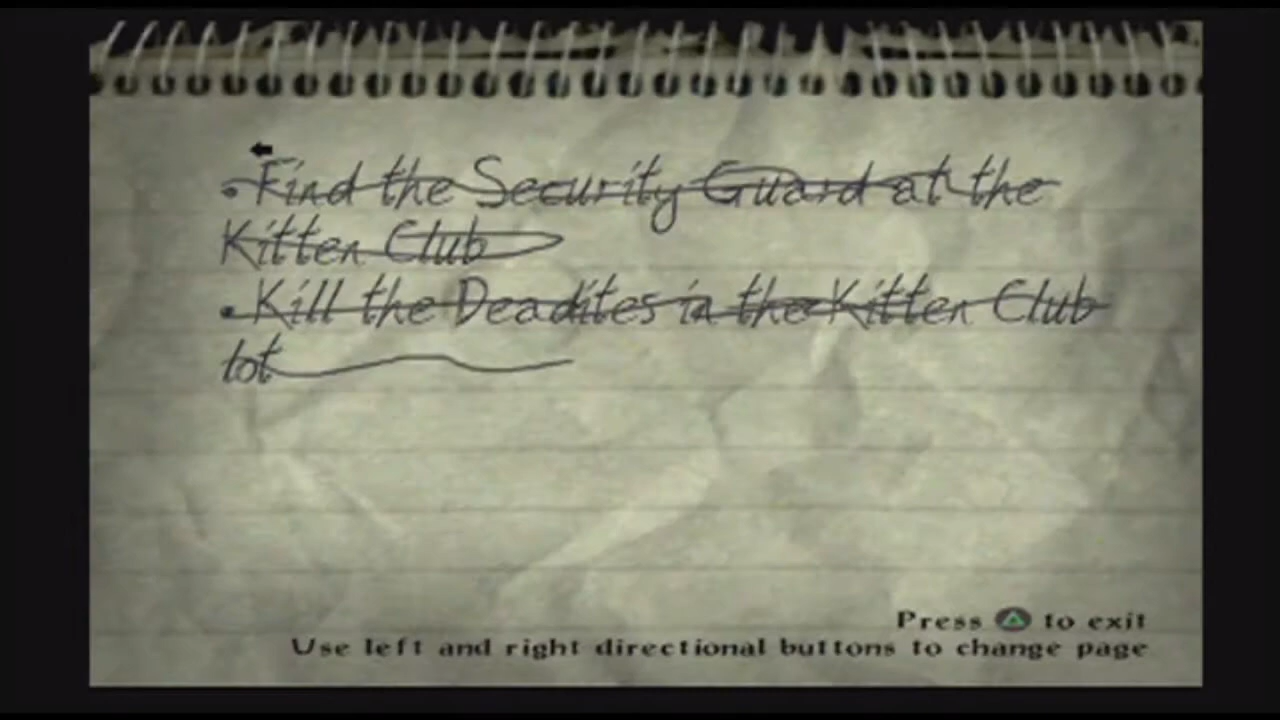 • Find the Security Guard at the
Kitten Club
• Kill the Deadites in the Kitten Club
lot
Press △ to exit
Use left and right directional buttons to change page